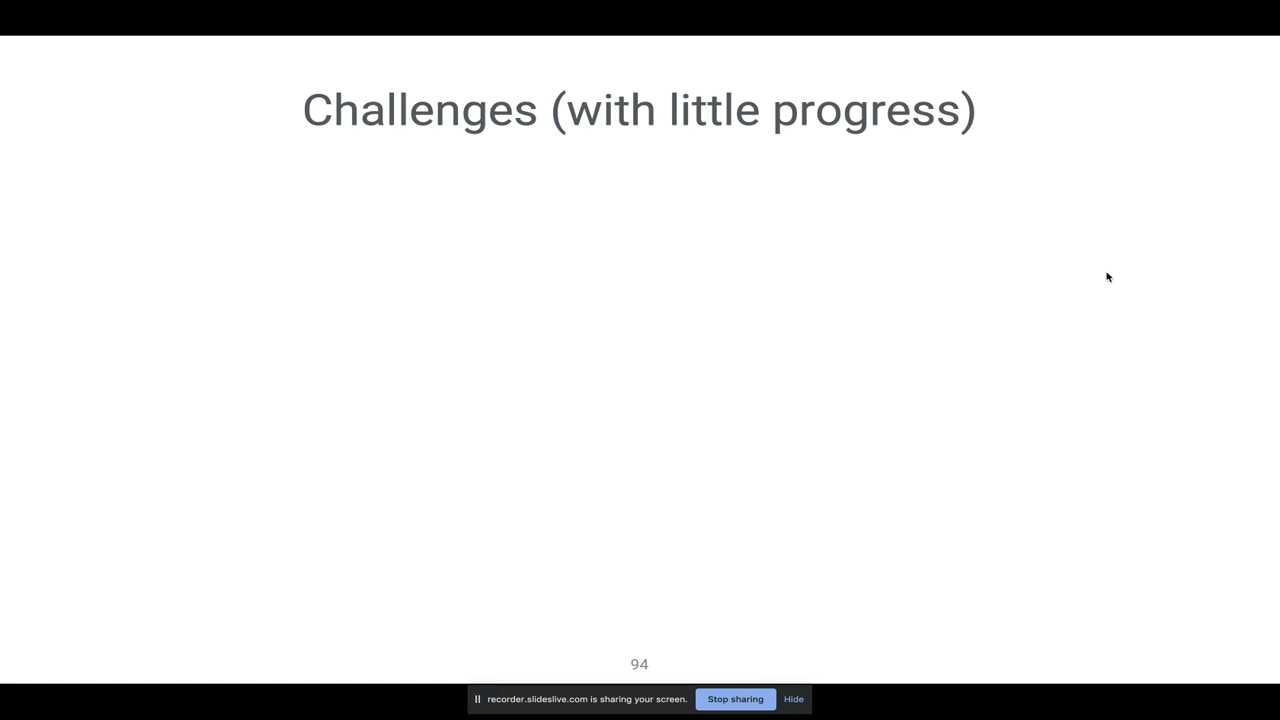 Challenges (with little progress)
94
recorder.slideslive.com is sharing your screen. Stop sharing Hide